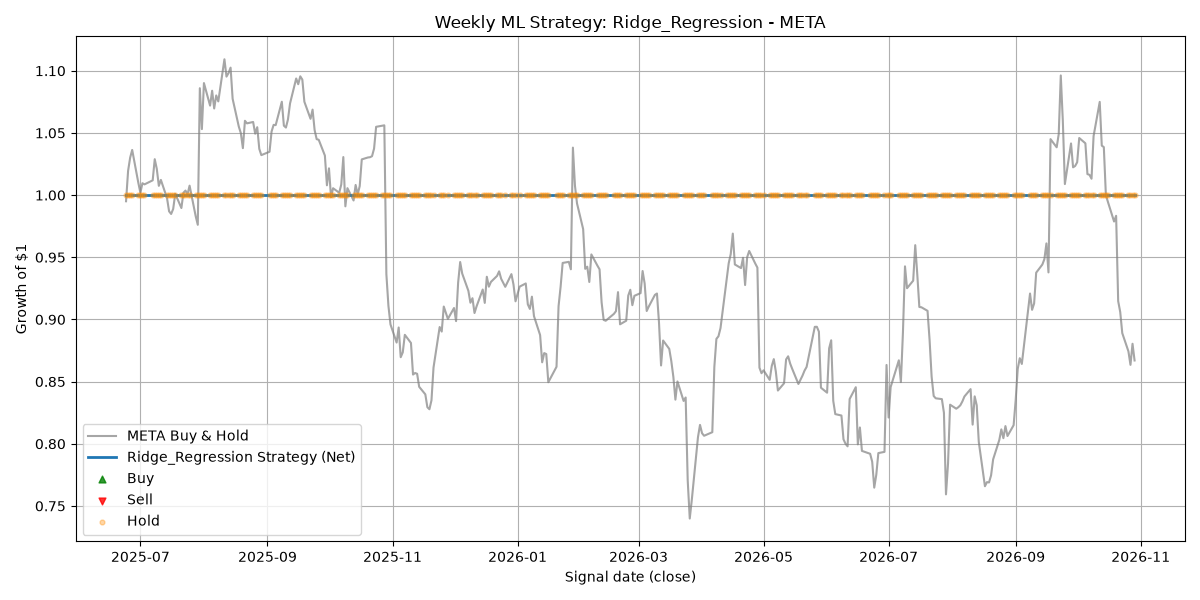 Weekly ML Strategy: Ridge_Regression - META
Growth of $1
1.10
1.05
1.00
0.95
0.90
0.85
0.80
0.75
META Buy & Hold
Ridge_Regression Strategy (Net)
Buy
Sell
Hold
2025-07 2025-09 2025-11 2026-01 2026-03 2026-05 2026-07 2026-09 2026-11
Signal date (close)